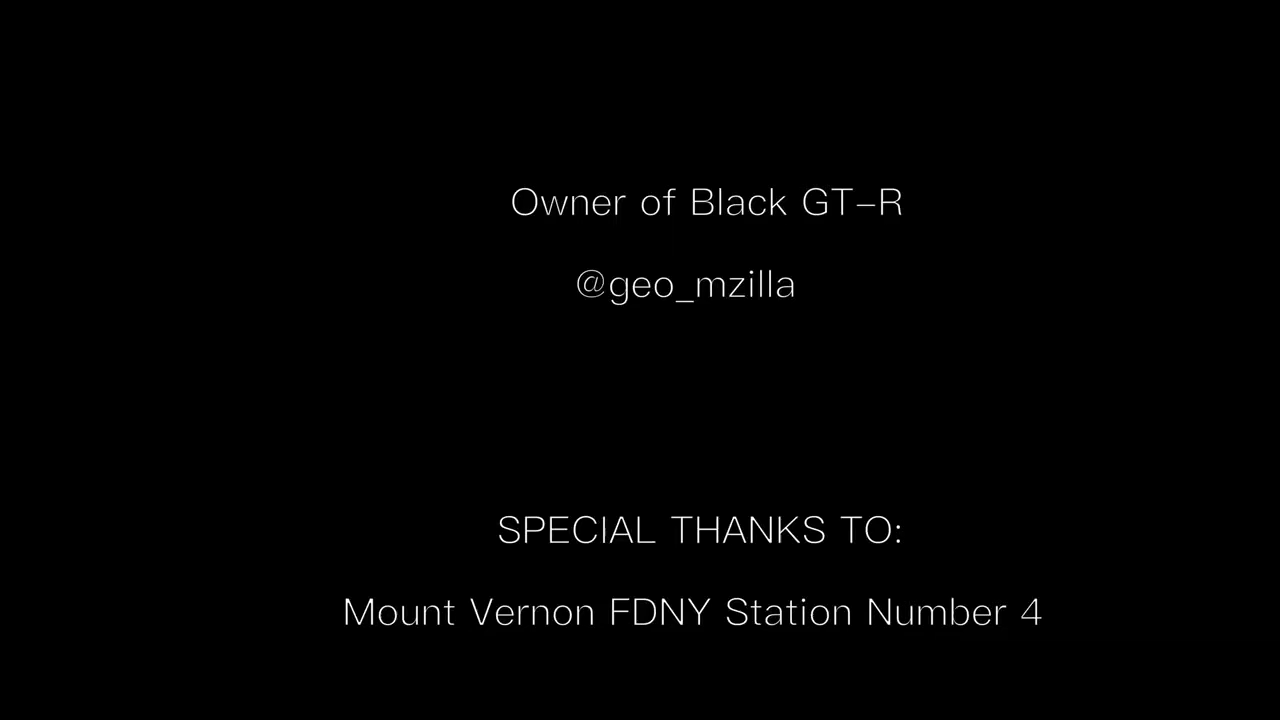 Owner of Black GT-R
@geo_mzilla
SPECIAL THANKS TO:
Mount Vernon FDNY Station Number 4